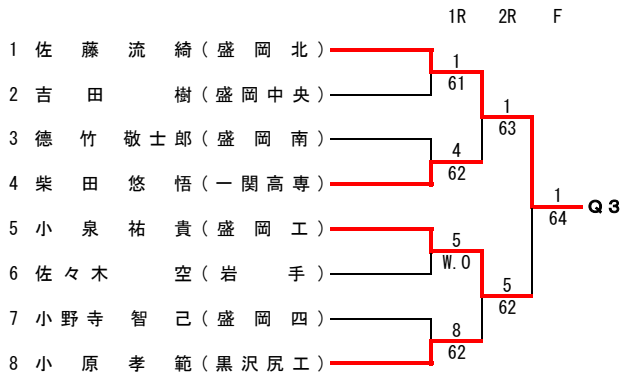 1R 2R F
1 佐藤流綺(盛岡北)
2 吉田樹(盛岡中央)
3 德竹敬士郎(盛岡南)
4 柴田悠悟(一関高専)
5 小泉祐貴(盛岡工)
6 佐々木空(岩手)
7 小野寺智己(盛岡四)
8 小原孝範(黒沢尻工)
1
61
4
62
5
W.O
8
62
1
63
5
62
1
64
Q3